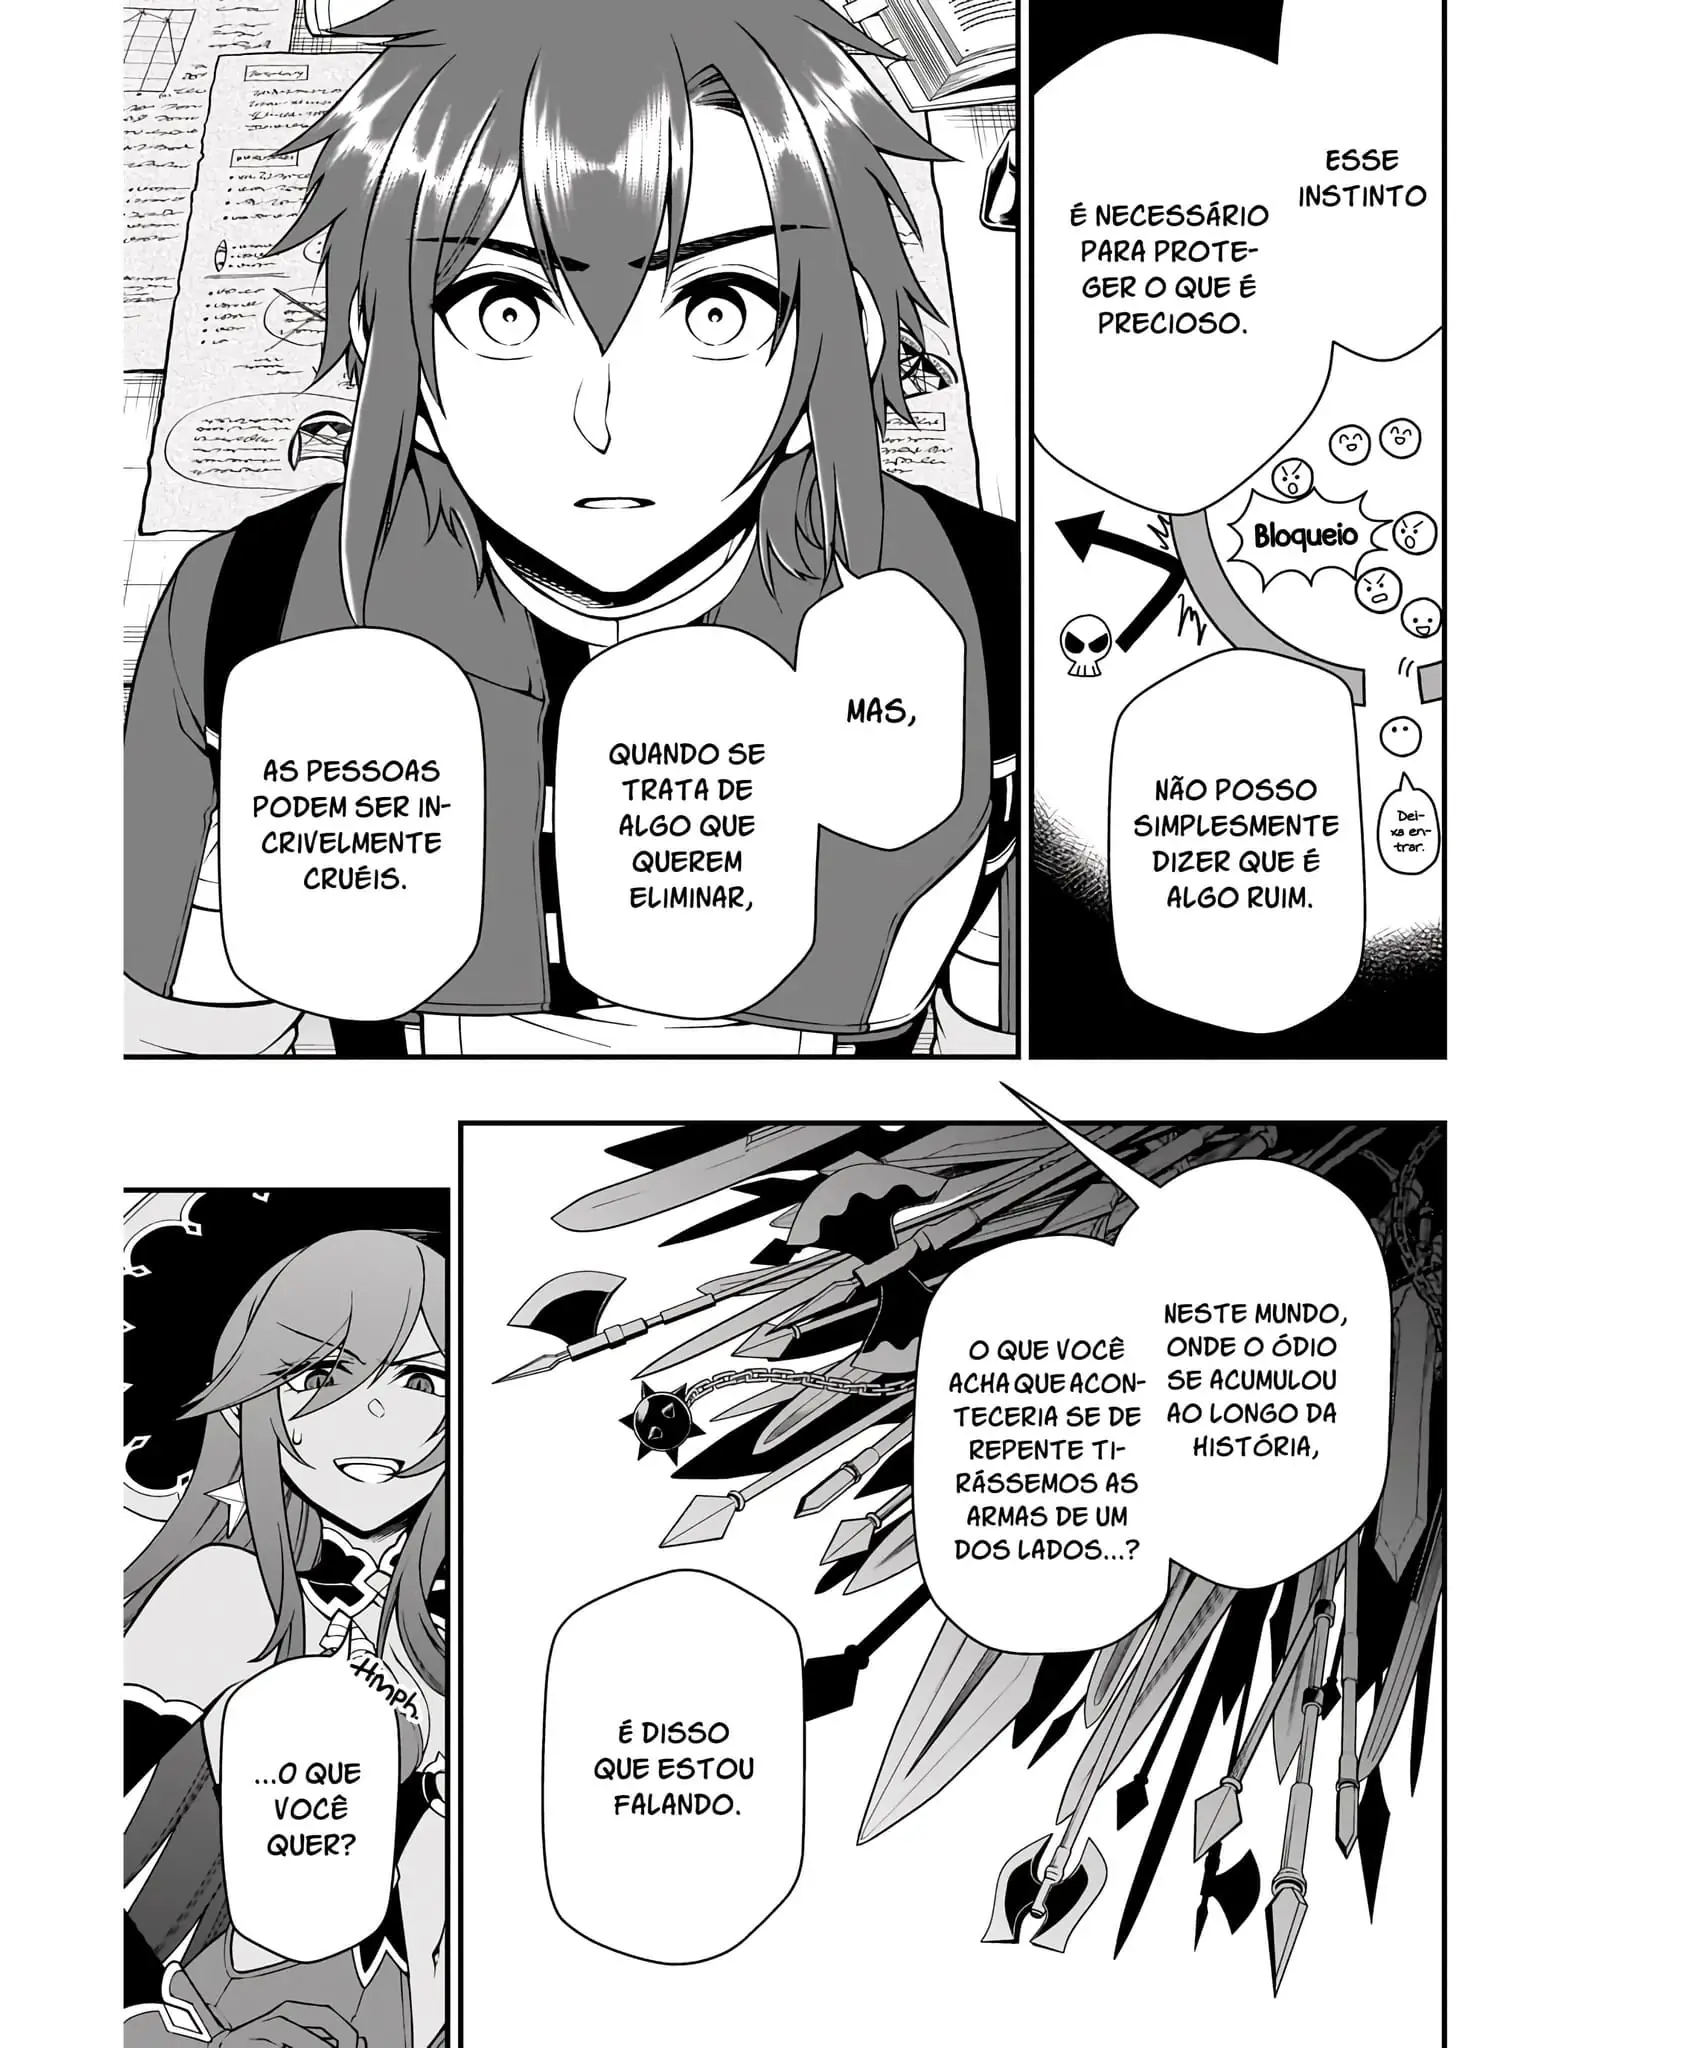 ESSE
INSTINTO
É NECESSÁRIO
PARA PROTE-
GER O QUE É
PRECIOSO.
Bloqueio
Dei-
xa en-
trar.
NÃO POSSO
SIMPLESMENTE
DIZER QUE É
ALGO RUIM.
MAS,
QUANDO SE
TRATA DE
ALGO QUE
QUEREM
ELIMINAR,
AS PESSOAS
PODEM SER IN-
CRIVELMENTE
CRUÉIS.
NESTE MUNDO,
ONDE O ÓDIO
SE ACUMULOU
AO LONGO DA
HISTÓRIA,
O QUE VOCÊ
ACHA QUE ACON-
TECERIA SE DE
REPENTE TI-
RÁSSEMOS AS
ARMAS DE UM
DOS LADOS...?
É DISSO
QUE ESTOU
FALANDO.
Hmph.
...O QUE
VOCÊ
QUER?